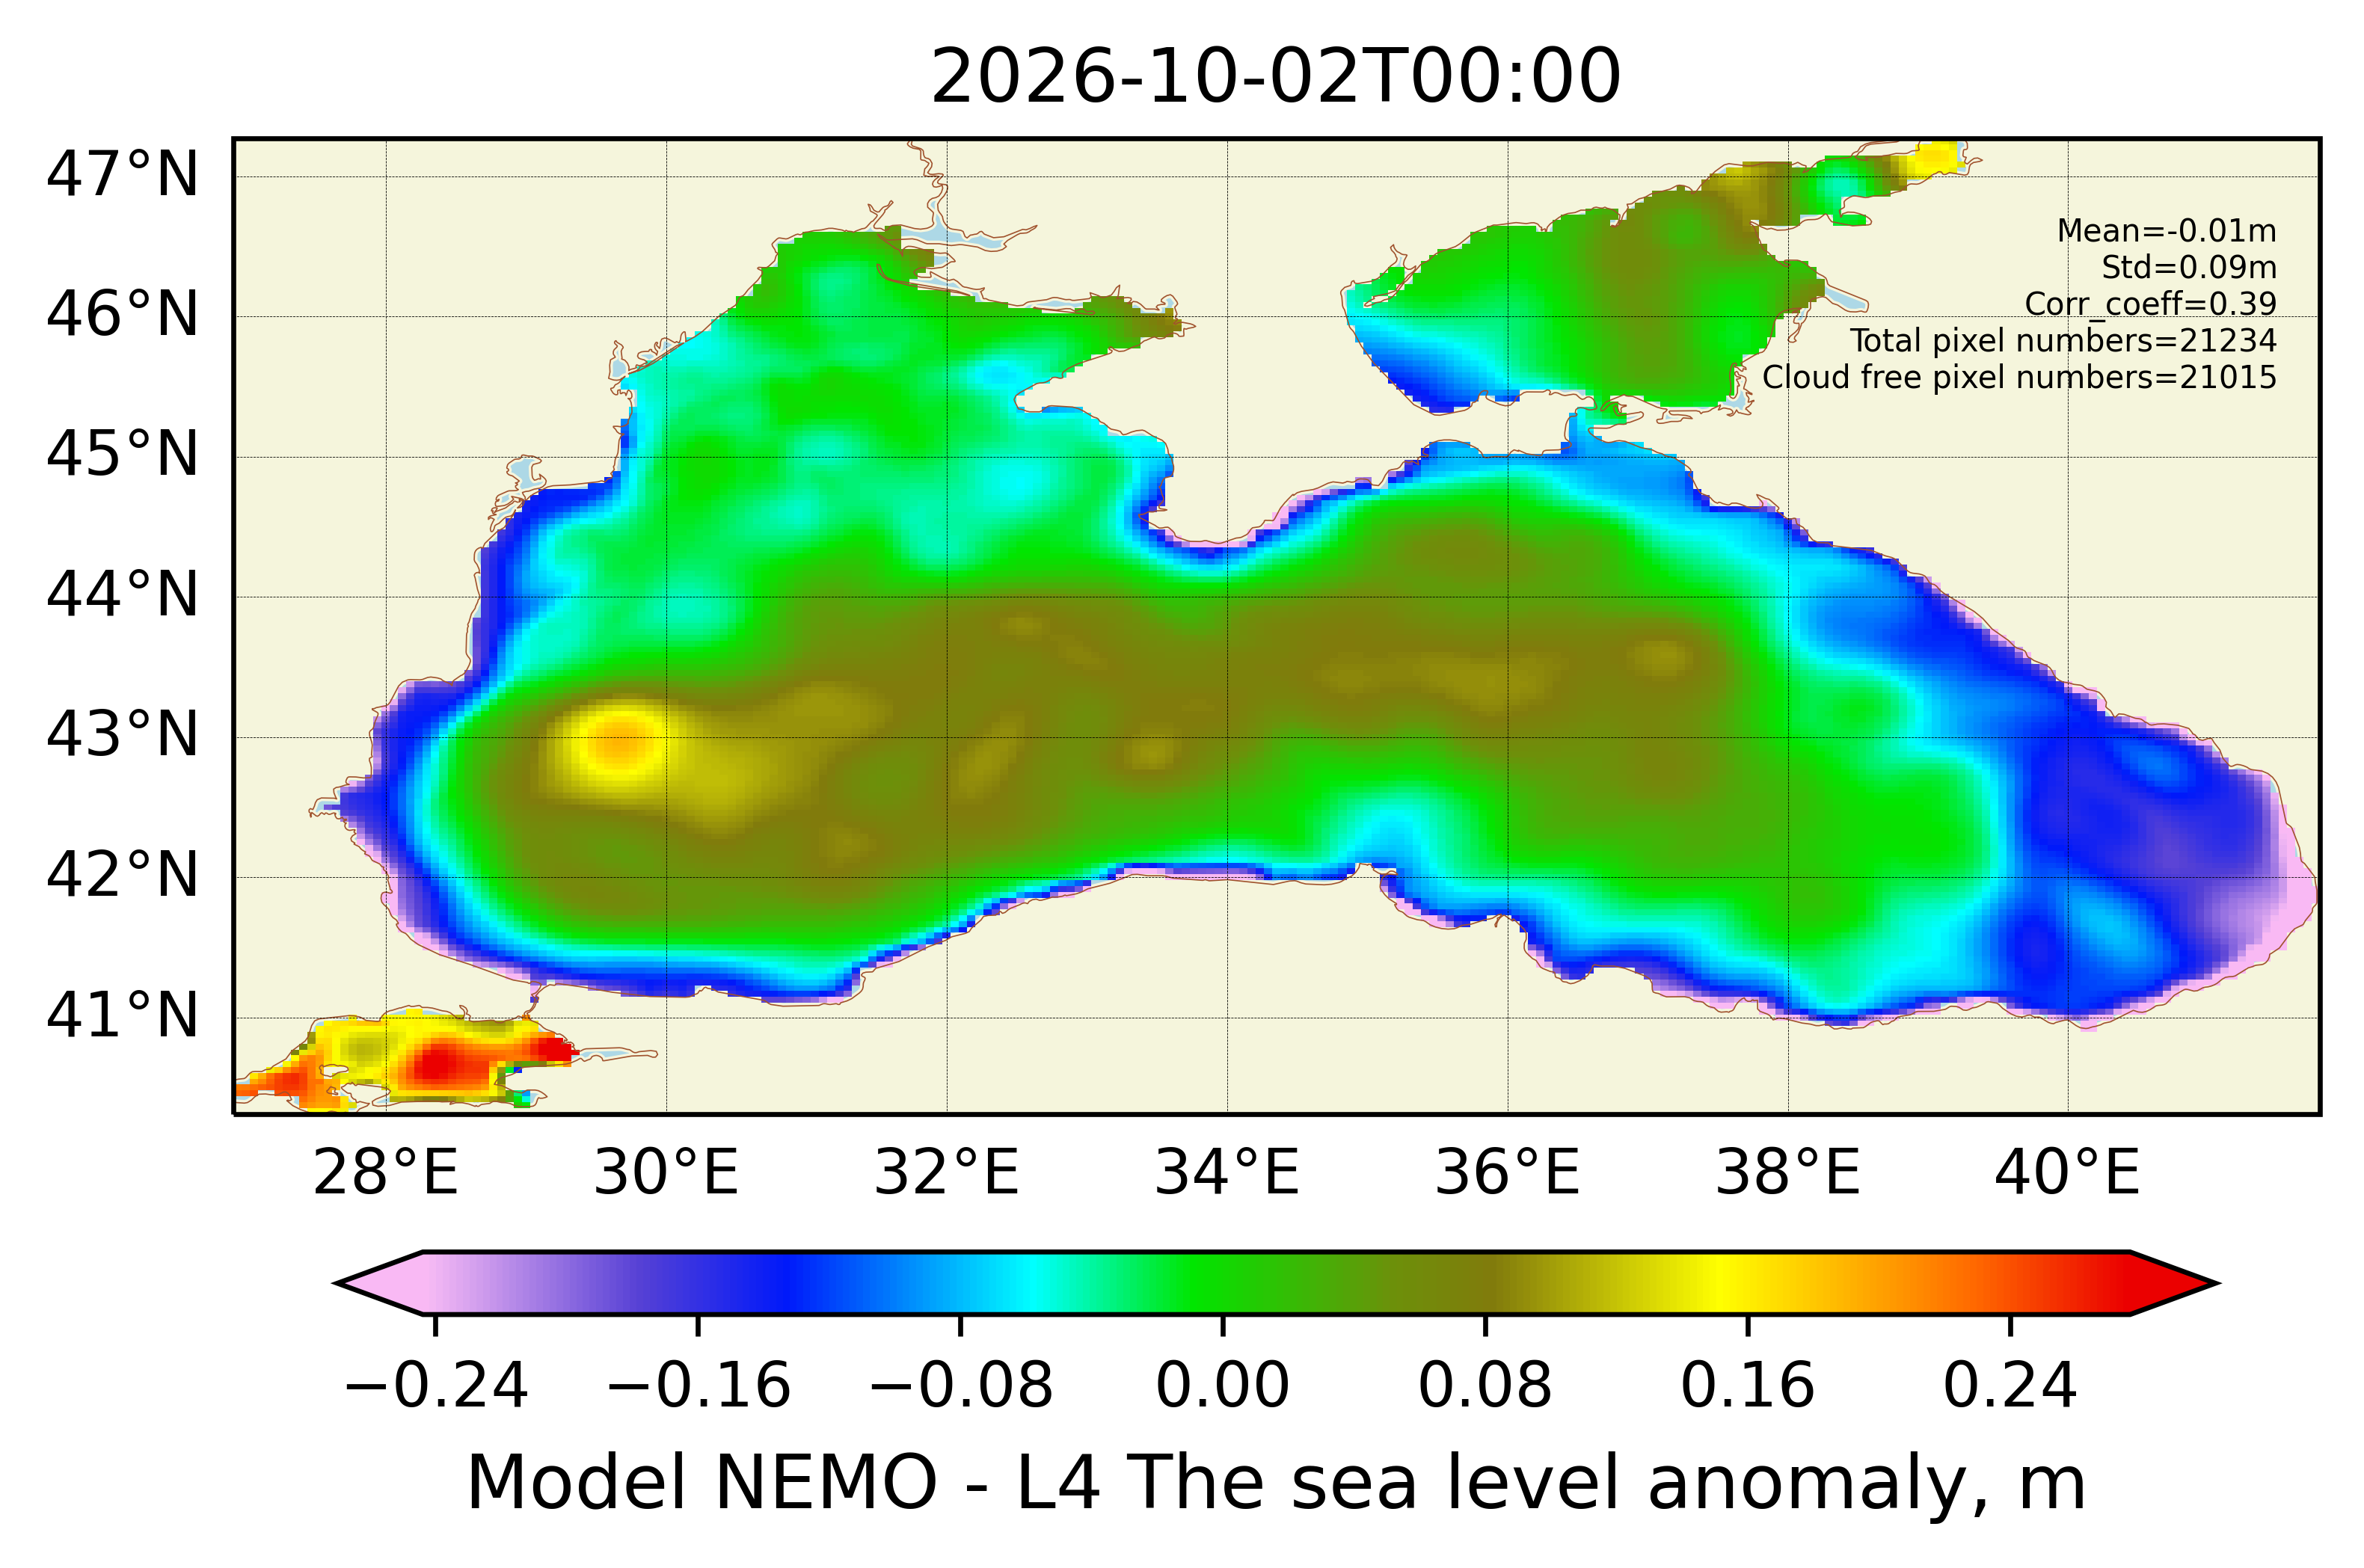 2026-10-02T00:00
47°N
46°N
45°N
44°N
43°N
42°N
41°N
Mean=-0.01m
Std=0.09m
Corr_coeff=0.39
Total pixel numbers=21234
Cloud free pixel numbers=21015
28°E 30°E 32°E 34°E 36°E 38°E 40°E
−0.24 −0.16 −0.08 0.00 0.08 0.16 0.24
Model NEMO - L4 The sea level anomaly, m